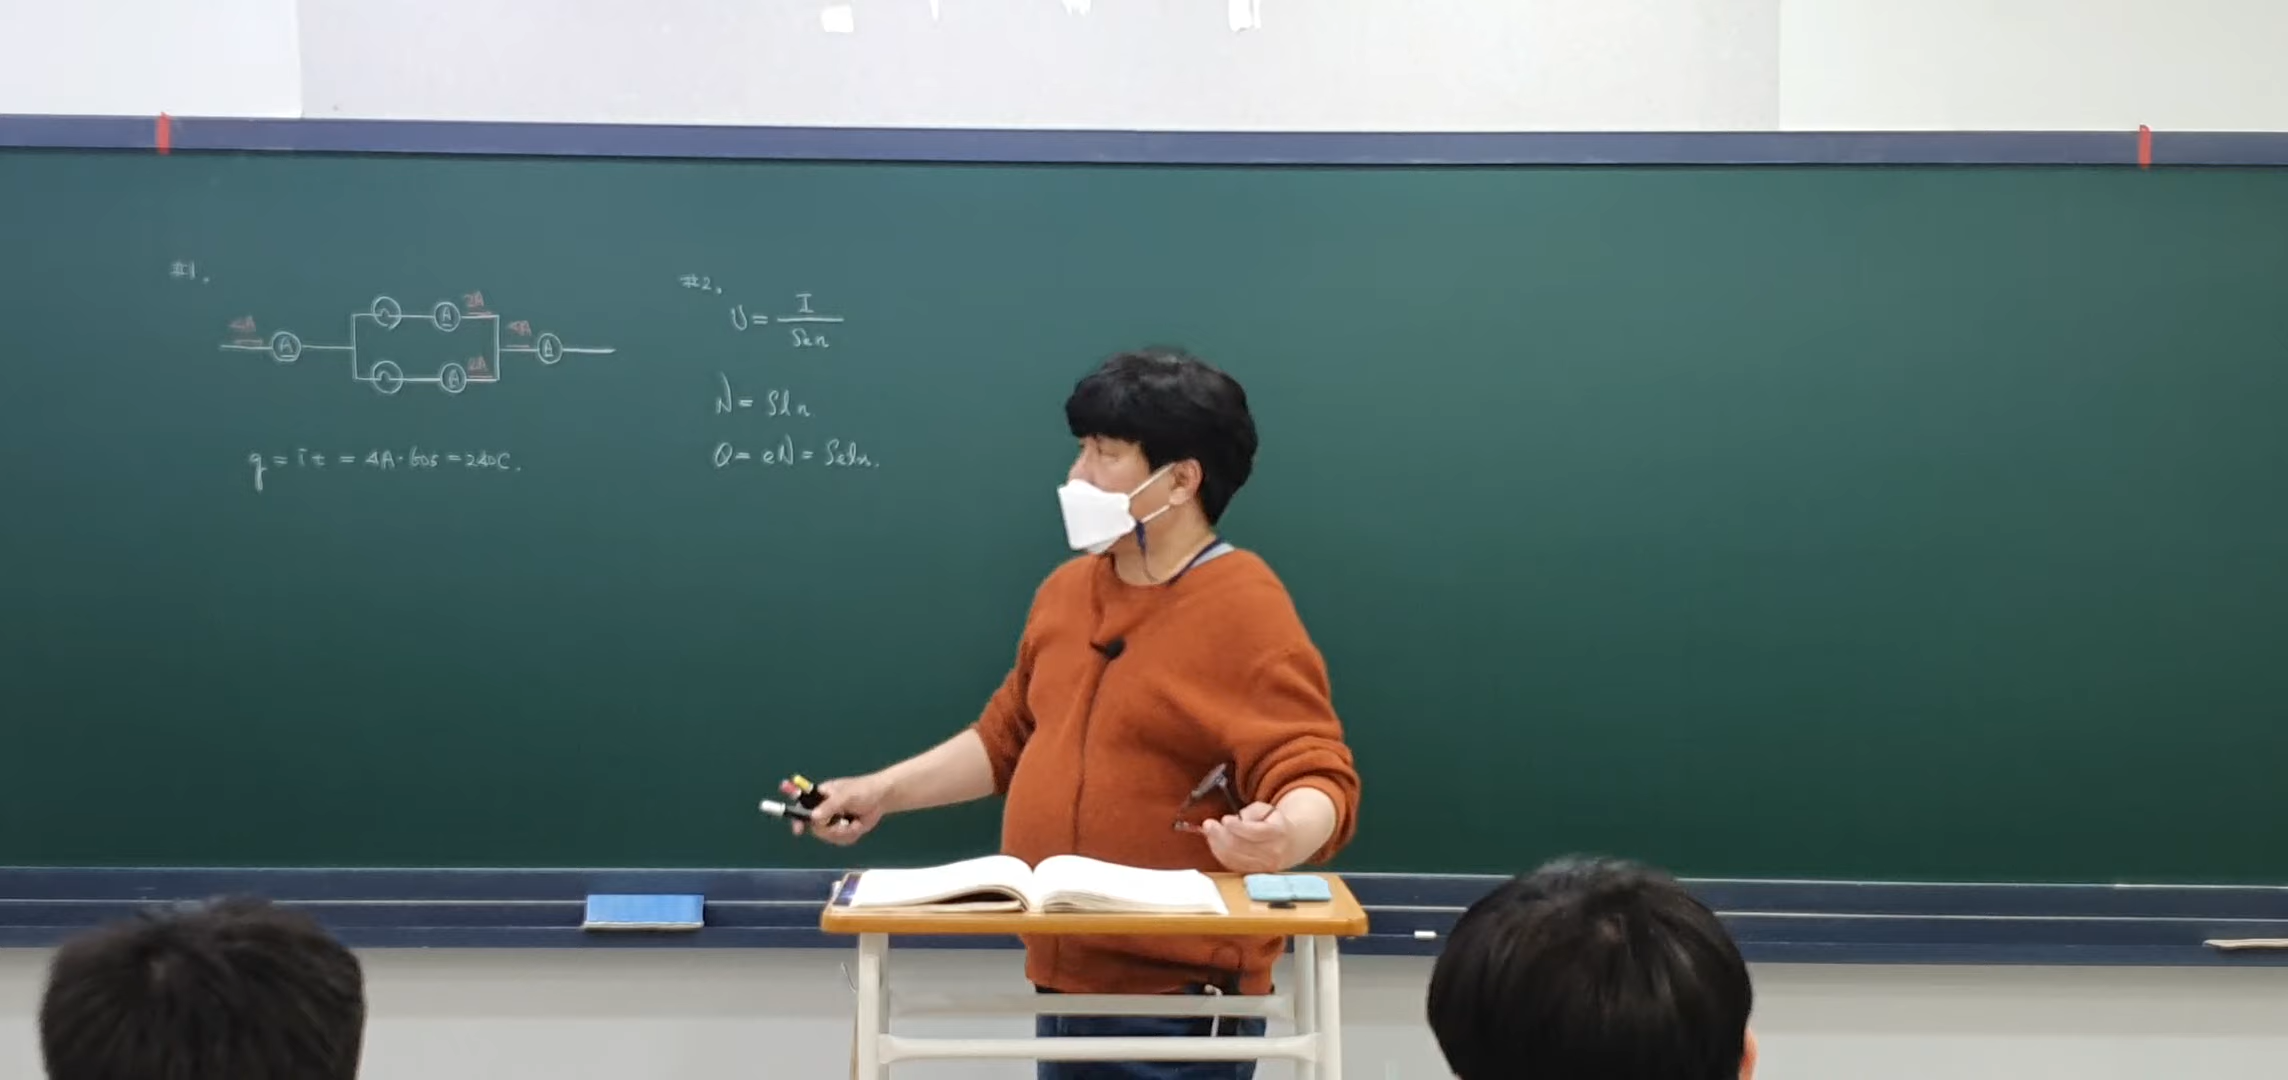 #1.
4A
A
A
2A
A
2A
4A
A
q = it = 4A·60s = 240C.
#2.
v = I / Sen
N = Sln
Q = eN = Seln.